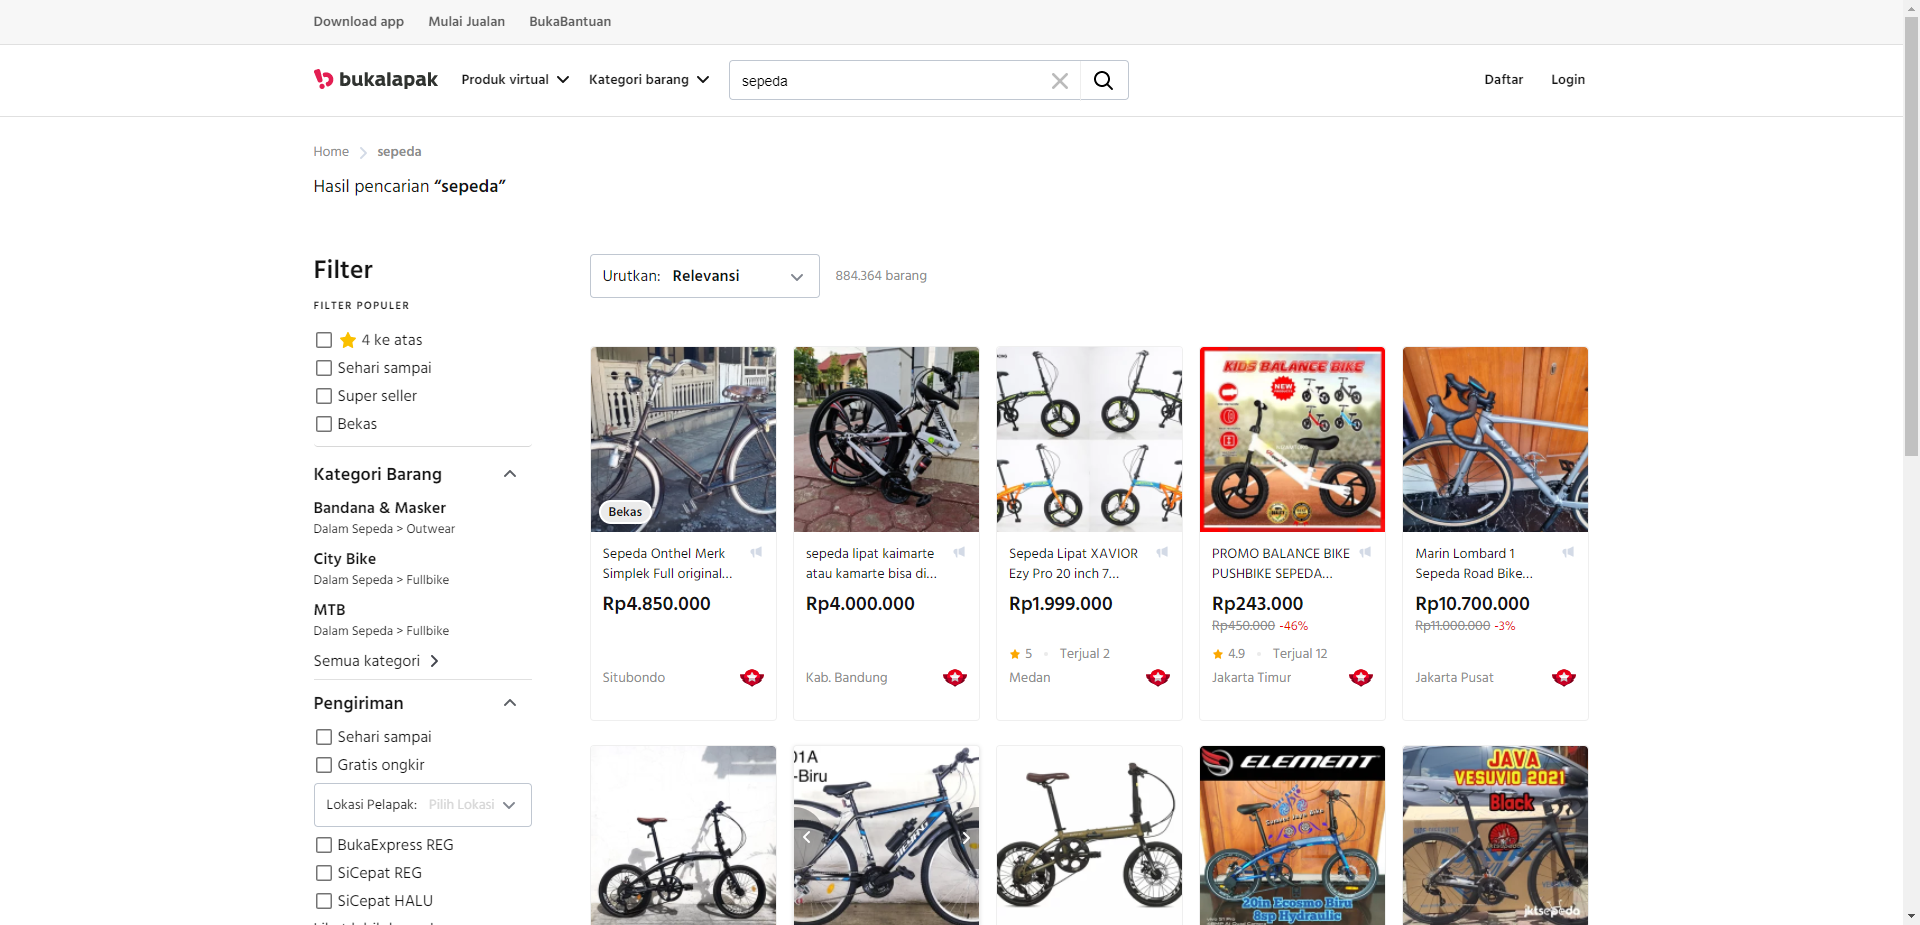 Download app Mulai Jualan BukaBantuan
bukalapak Produk virtual Kategori barang sepeda Daftar Login
Home sepeda
Hasil pencarian “sepeda”
Filter
FILTER POPULER
4 ke atas
Sehari sampai
Super seller
Bekas
Kategori Barang
Bandana & Masker
Dalam Sepeda > Outwear
City Bike
Dalam Sepeda > Fullbike
MTB
Dalam Sepeda > Fullbike
Semua kategori
Pengiriman
Sehari sampai
Gratis ongkir
Lokasi Pelapak: Pilih Lokasi
BukaExpress REG
SiCepat REG
SiCepat HALU
Urutkan: Relevansi 884.364 barang
Bekas
Sepeda Onthel Merk
Simplek Full original...
Rp4.850.000
Situbondo
sepeda lipat kaimarte
atau kamarte bisa di...
Rp4.000.000
Kab. Bandung
Sepeda Lipat XAVIOR
Ezy Pro 20 inch 7...
Rp1.999.000
5 Terjual 2
Medan
KIDS BALANCE BIKE
NEW
PROMO BALANCE BIKE
PUSHBIKE SEPEDA...
Rp243.000
Rp450.000 -46%
4.9 Terjual 12
Jakarta Timur
Marin Lombard 1
Sepeda Road Bike...
Rp10.700.000
Rp11.000.000 -3%
Jakarta Pusat
01A
-Biru
ELEMENT
20in Ecosmo Biru
8sp Hydraulic
JAVA
VESUVIO 2021
Black
jktsepeda